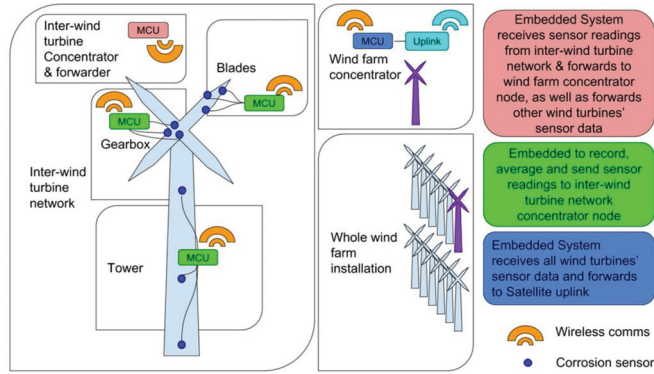 Inter-wind
turbine
Concentrator
& forwarder
MCU
Blades
MCU
MCU
Gearbox
Inter-wind
turbine
network
Tower
MCU
MCU
Uplink
Wind farm
concentrator
Whole wind
farm
installation
Embedded System
receives sensor readings
from inter-wind turbine
network & forwards to
wind farm concentrator
node, as well as forwards
other wind turbines'
sensor data
Embedded to record,
average and send sensor
readings to inter-wind
turbine network
concentrator node
Embedded System
receives all wind turbines'
sensor data and forwards
to Satellite uplink
Wireless comms
Corrosion sensor